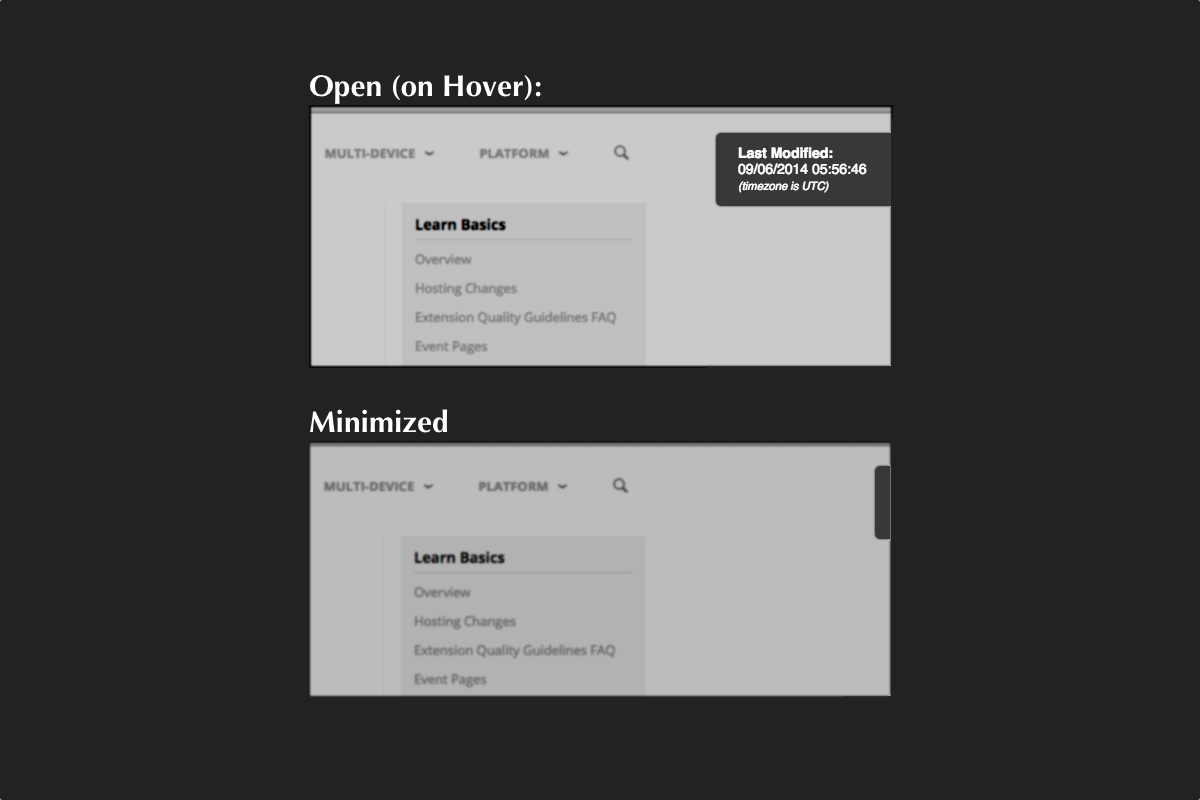 Open (on Hover):
MULTI-DEVICE PLATFORM
Last Modified:
09/06/2014 05:56:46
(timezone is UTC)
Learn Basics
Overview
Hosting Changes
Extension Quality Guidelines FAQ
Event Pages
Minimized
MULTI-DEVICE PLATFORM
Learn Basics
Overview
Hosting Changes
Extension Quality Guidelines FAQ
Event Pages